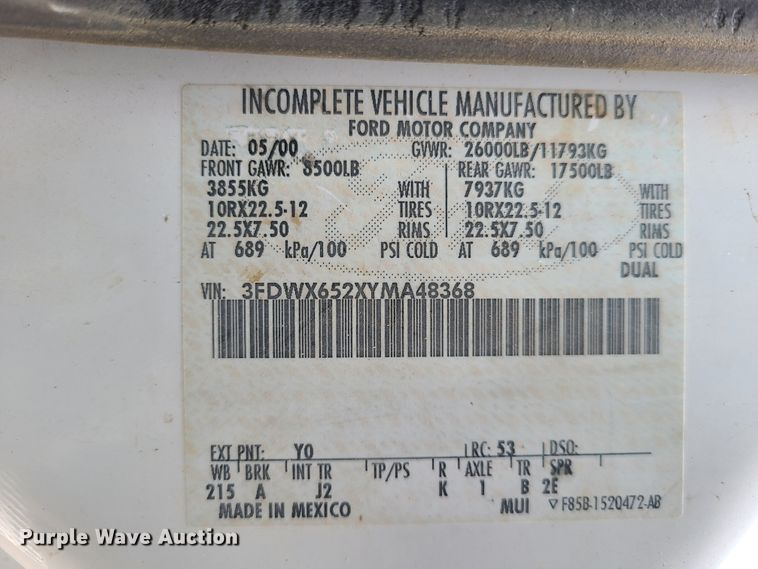 INCOMPLETE VEHICLE MANUFACTURED BY
FORD MOTOR COMPANY
DATE: 05/00 GVWR: 26000LB/11793KG
FRONT GAWR: 8500LB REAR GAWR: 17500LB
3855KG WITH 7937KG WITH
10RX22.5-12 TIRES 10RX22.5-12 TIRES
22.5X7.50 RIMS 22.5X7.50 RIMS
AT 689 kPa/100 PSI COLD AT 689 kPa/100 PSI COLD
DUAL
VIN: 3FDWX652XYMA48368
EXT PNT: YO RC: 53 DSO:
WB BRK INT TR TP/PS R AXLE TR SPR
215 A J2 K 1 B 2E
MADE IN MEXICO MUI ▽ F85B-1520472-AB
Purple Wave Auction